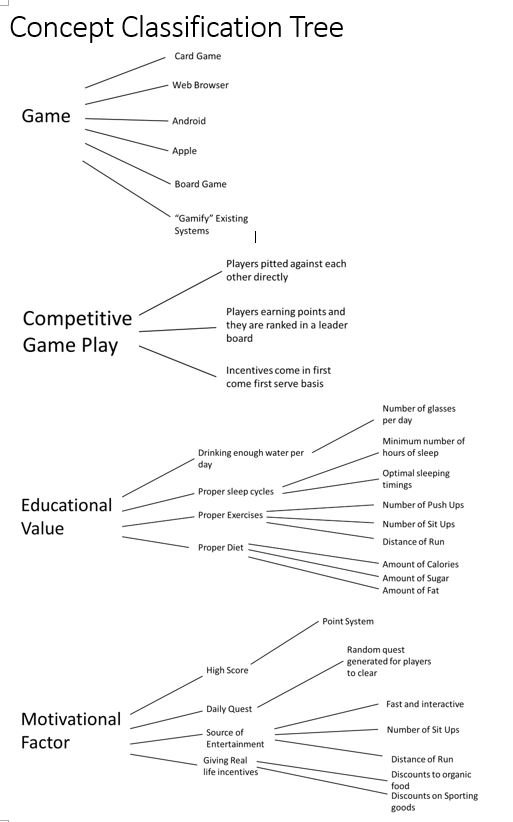 Concept Classification Tree
Game
Card Game
Web Browser
Android
Apple
Board Game
“Gamify” Existing
Systems
Competitive
Game Play
Players pitted against each
other directly
Players earning points and
they are ranked in a leader
board
Incentives come in first
come first serve basis
Educational
Value
Drinking enough water per
day
Number of glasses
per day
Proper sleep cycles
Minimum number of
hours of sleep
Optimal sleeping
timings
Proper Exercises
Number of Push Ups
Number of Sit Ups
Distance of Run
Proper Diet
Amount of Calories
Amount of Sugar
Amount of Fat
Motivational
Factor
High Score
Point System
Daily Quest
Random quest
generated for players
to clear
Source of
Entertainment
Fast and interactive
Number of Sit Ups
Distance of Run
Giving Real
life incentives
Discounts to organic
food
Discounts on Sporting
goods